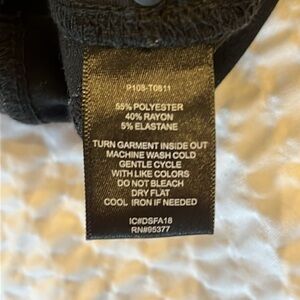 P108-T0611
55% POLYESTER
40% RAYON
5% ELASTANE
TURN GARMENT INSIDE OUT
MACHINE WASH COLD
GENTLE CYCLE
WITH LIKE COLORS
DO NOT BLEACH
DRY FLAT
COOL IRON IF NEEDED
IC#DSFA18
RN#95377